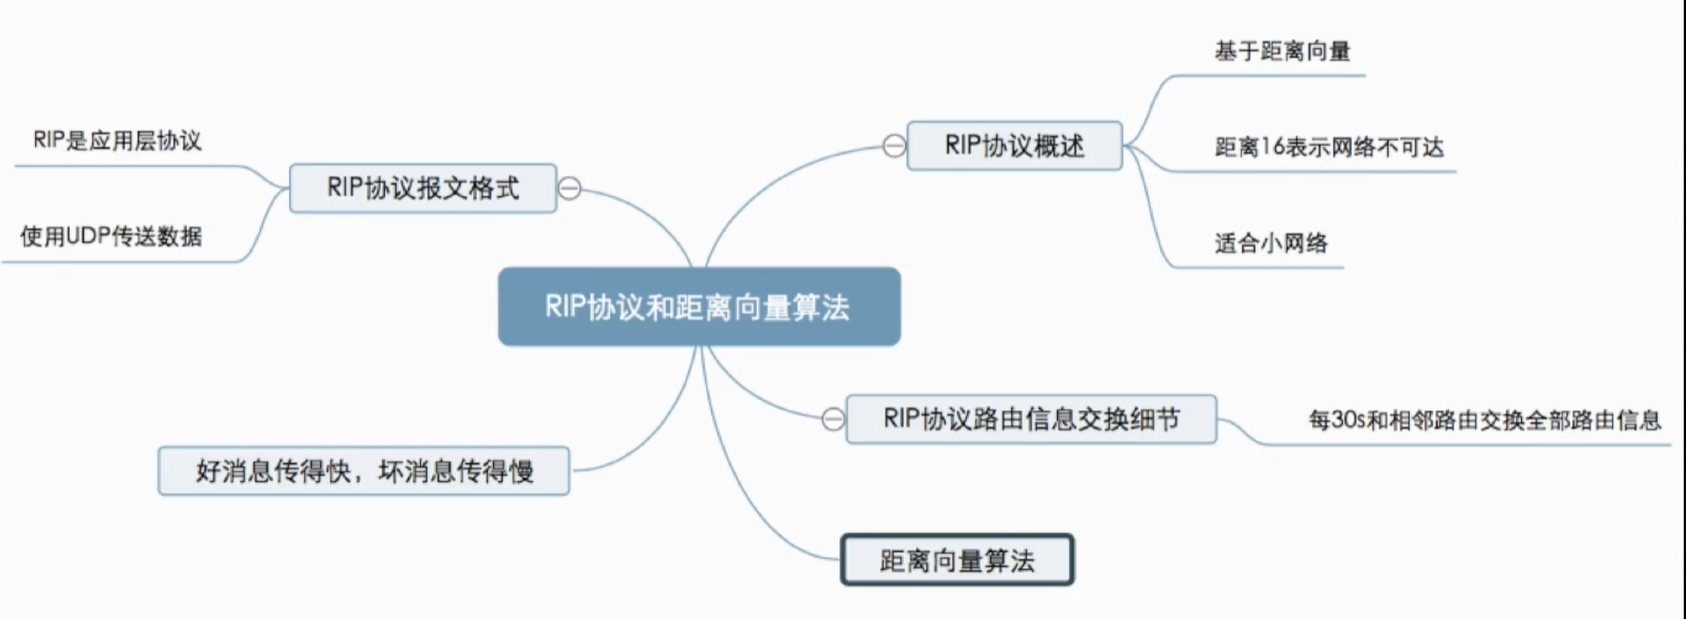 基于距离向量
RIP是应用层协议
RIP协议概述
距离16表示网络不可达
RIP协议报文格式
使用UDP传送数据
适合小网络
RIP协议和距离向量算法
RIP协议路由信息交换细节
每30s和相邻路由交换全部路由信息
好消息传得快，坏消息传得慢
距离向量算法